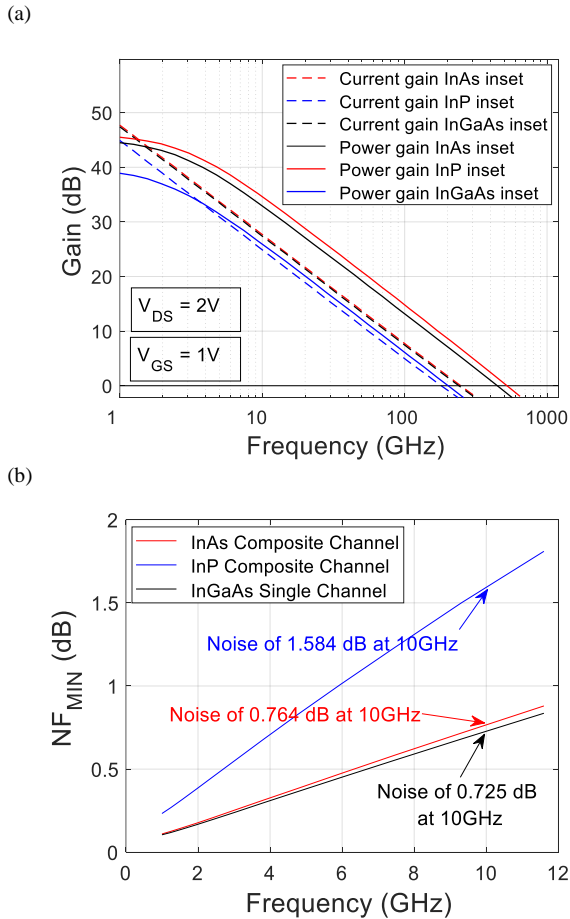 (a)
Current gain InAs inset
Current gain InP inset
Current gain InGaAs inset
Power gain InAs inset
Power gain InP inset
Power gain InGaAs inset
50
40
30
20
10
0
Gain (dB)
V_DS = 2V
V_GS = 1V
1 10 100 1000
Frequency (GHz)
(b)
InAs Composite Channel
InP Composite Channel
InGaAs Single Channel
2
1.5
1
0.5
0
NF_MIN (dB)
Noise of 1.584 dB at 10GHz
Noise of 0.764 dB at 10GHz
Noise of 0.725 dB
at 10GHz
0 2 4 6 8 10 12
Frequency (GHz)